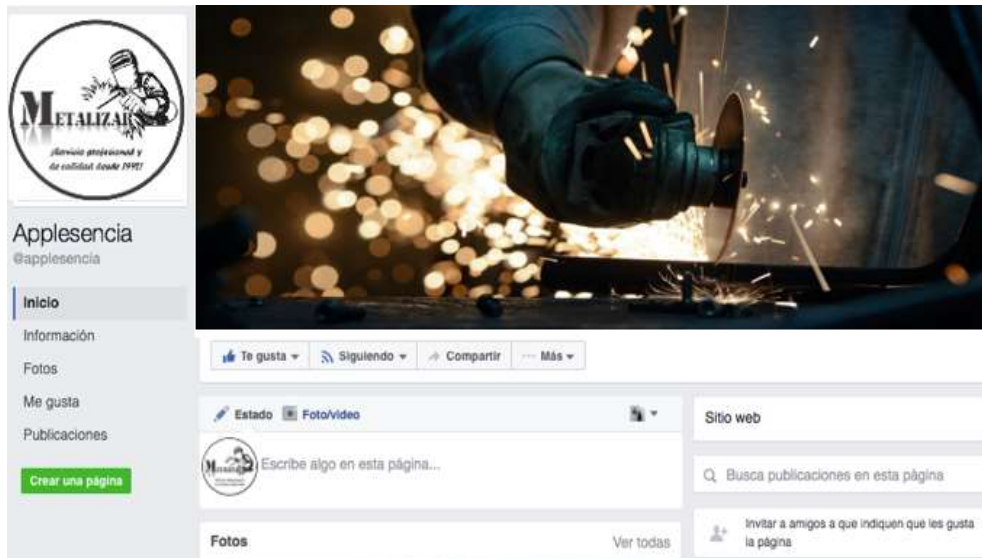 METALIZAR
¡Servicio profesional y
de calidad desde 1991!
Applesencia
@applesencia
Inicio
Información
Fotos
Me gusta
Publicaciones
Crear una página
Te gusta
Siguiendo
Compartir
Más
Estado Foto/video
Escribe algo en esta página...
Fotos
Ver todas
Sitio web
Busca publicaciones en esta página
Invitar a amigos a que indiquen que les gusta
la página